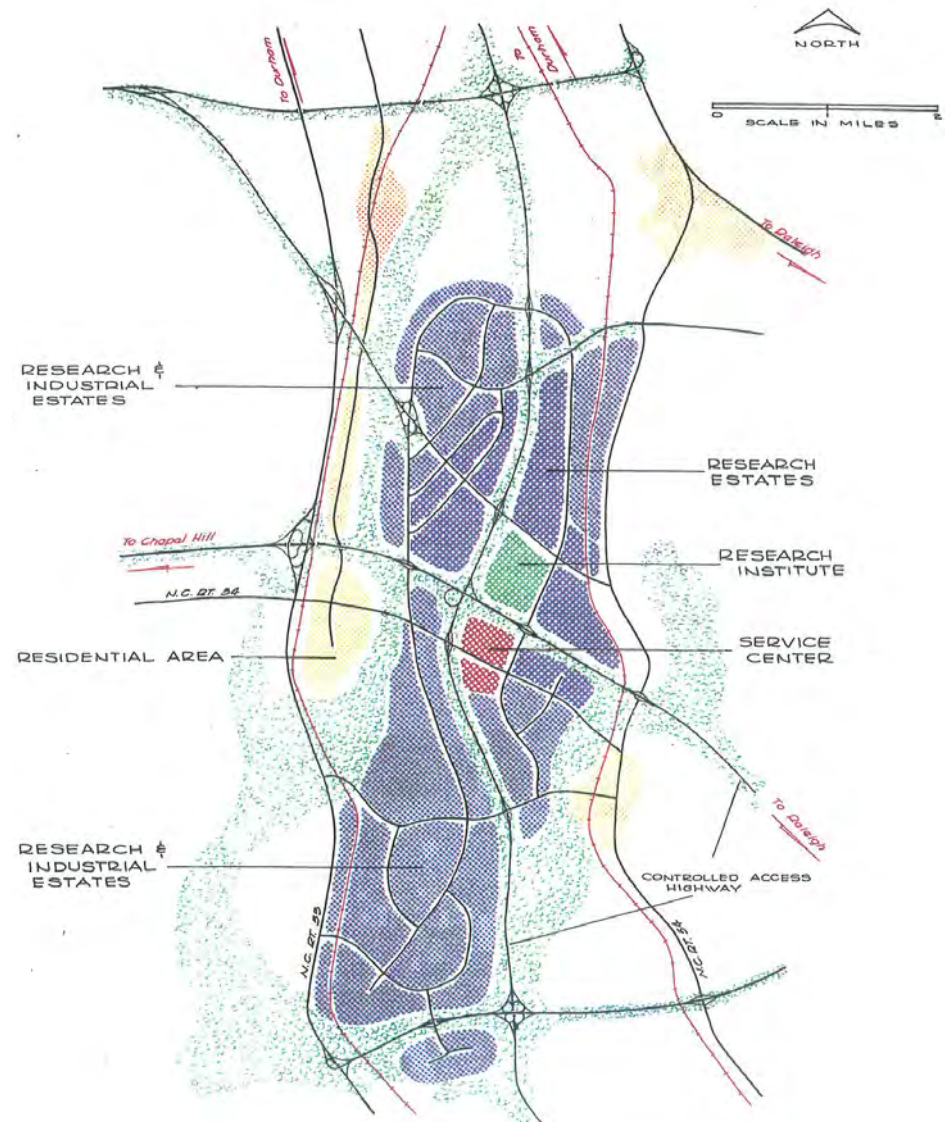 NORTH
0 2
SCALE IN MILES
To Durham
To
Durham
To Raleigh
RESEARCH &
INDUSTRIAL
ESTATES
RESEARCH
ESTATES
To Chapal Hill
RESEARCH
INSTITUTE
N.C. RT. 54
RESIDENTIAL AREA
SERVICE
CENTER
To Raleigh
RESEARCH &
INDUSTRIAL
ESTATES
CONTROLLED ACCESS
HIGHWAY
N.C. RT. 55
N.C. RT. 54